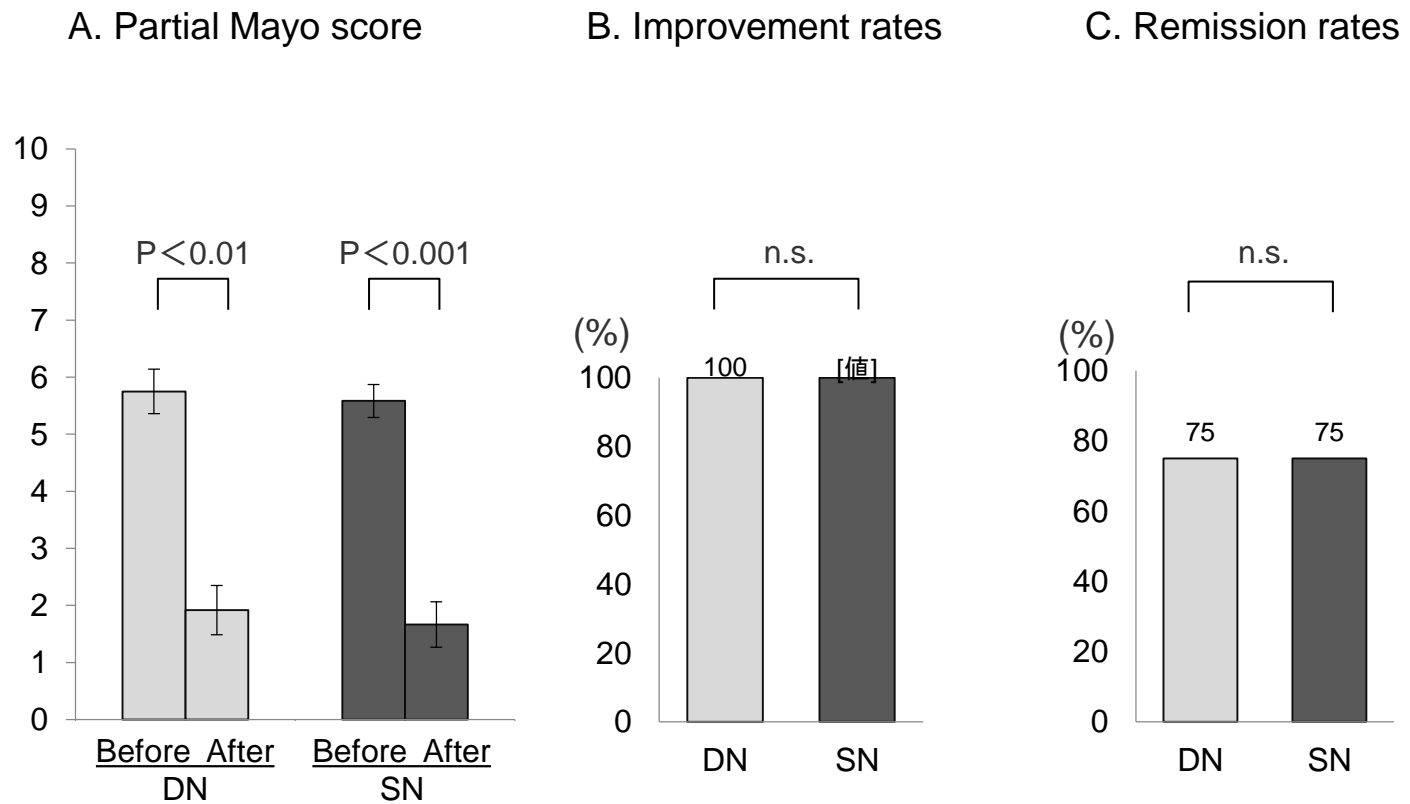 A. Partial Mayo score
10
9
8
7
6
5
4
3
2
1
0
P＜0.01
P＜0.001
Before After
DN
Before After
SN
B. Improvement rates
n.s.
(%)
100
80
60
40
20
0
100
[値]
DN
SN
C. Remission rates
n.s.
(%)
100
80
60
40
20
0
75
75
DN
SN